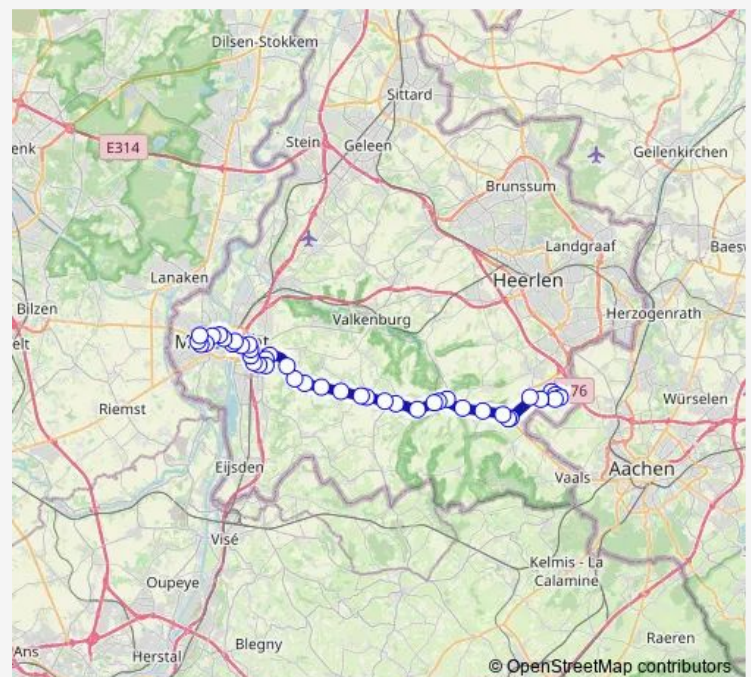 Dilsen-Stokkem
Sittard
enk
E314
Stein
Geleen
Geilenkirchen
Brunssum
Landgraaf
Baesw
Lanaken
Heerlen
Bilzen
Valkenburg
Herzogenrath
elt
76
Riemst
Würselen
Eijsden
Vaals
Aachen
Visé
Kelmis - La
Calamine
Oupeye
Raeren
Ans
Blegny
Herstal
© OpenStreetMap contributors